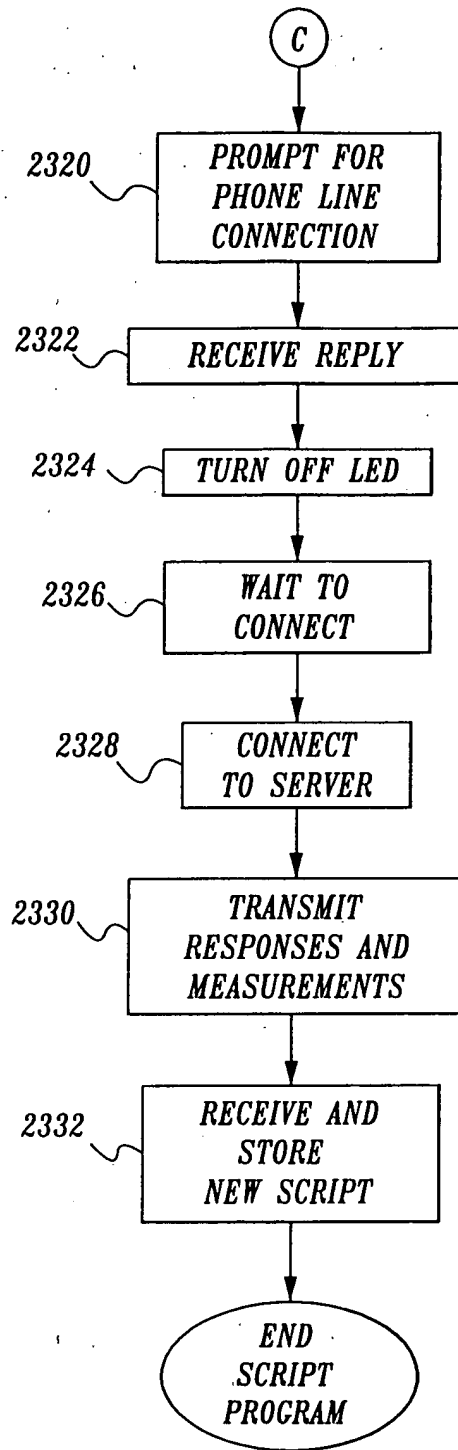 C
2320
PROMPT FOR
PHONE LINE
CONNECTION
2322
RECEIVE REPLY
2324
TURN OFF LED
2326
WAIT TO
CONNECT
2328
CONNECT
TO SERVER
2330
TRANSMIT
RESPONSES AND
MEASUREMENTS
2332
RECEIVE AND
STORE
NEW SCRIPT
END
SCRIPT
PROGRAM